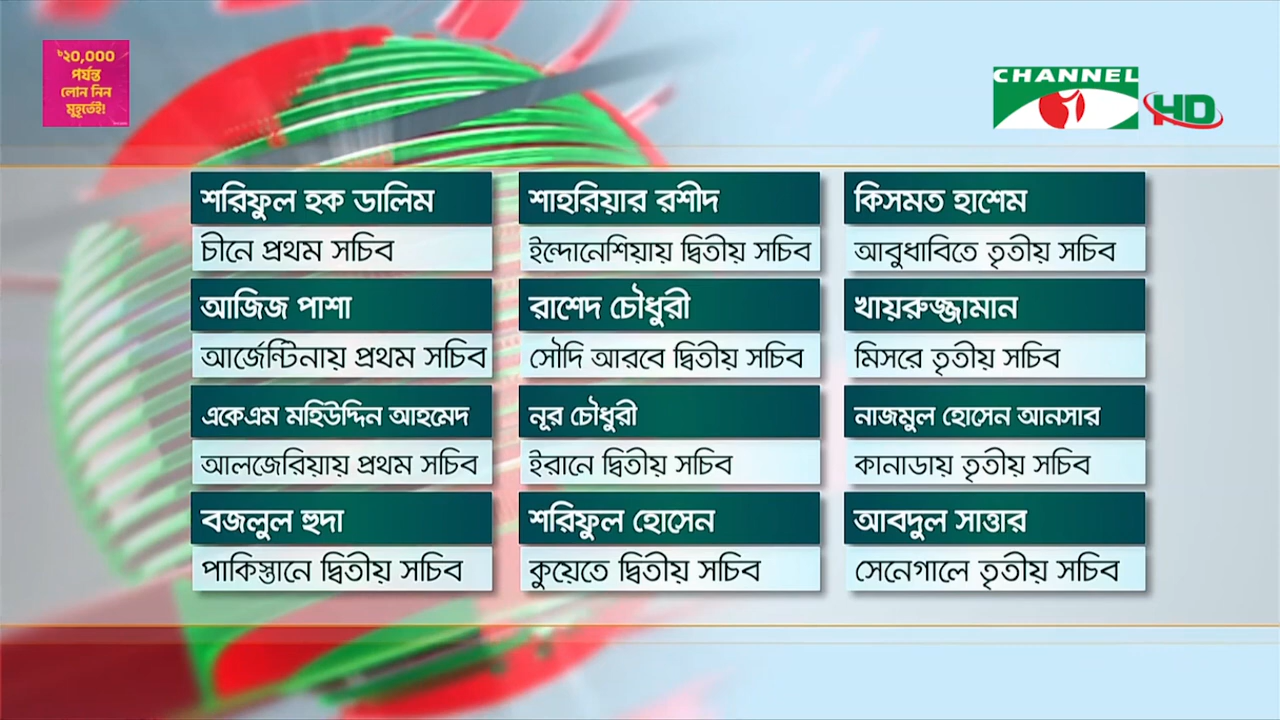 ৳২০,০০০
পর্যন্ত
লোন নিন
মুহূর্তেই!
CHANNEL
HD
শরিফুল হক ডালিম
চীনে প্রথম সচিব
শাহরিয়ার রশীদ
ইন্দোনেশিয়ায় দ্বিতীয় সচিব
কিসমত হাশেম
আবুধাবিতে তৃতীয় সচিব
আজিজ পাশা
আর্জেন্টিনায় প্রথম সচিব
রাশেদ চৌধুরী
সৌদি আরবে দ্বিতীয় সচিব
খায়রুজ্জামান
মিসরে তৃতীয় সচিব
একেএম মহিউদ্দিন আহমেদ
আলজেরিয়ায় প্রথম সচিব
নূর চৌধুরী
ইরানে দ্বিতীয় সচিব
নাজমুল হোসেন আনসার
কানাডায় তৃতীয় সচিব
বজলুল হুদা
পাকিস্তানে দ্বিতীয় সচিব
শরিফুল হোসেন
কুয়েতে দ্বিতীয় সচিব
আবদুল সাত্তার
সেনেগালে তৃতীয় সচিব